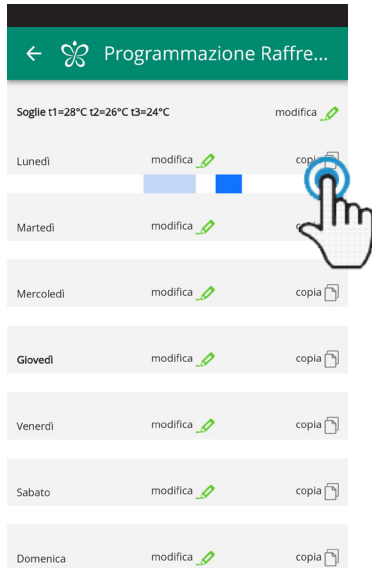 Programmazione Raffre...
Soglie t1=28°C t2=26°C t3=24°C modifica
Lunedì modifica copia
Martedì modifica
Mercoledì modifica copia
Giovedì modifica copia
Venerdì modifica copia
Sabato modifica copia
Domenica modifica copia